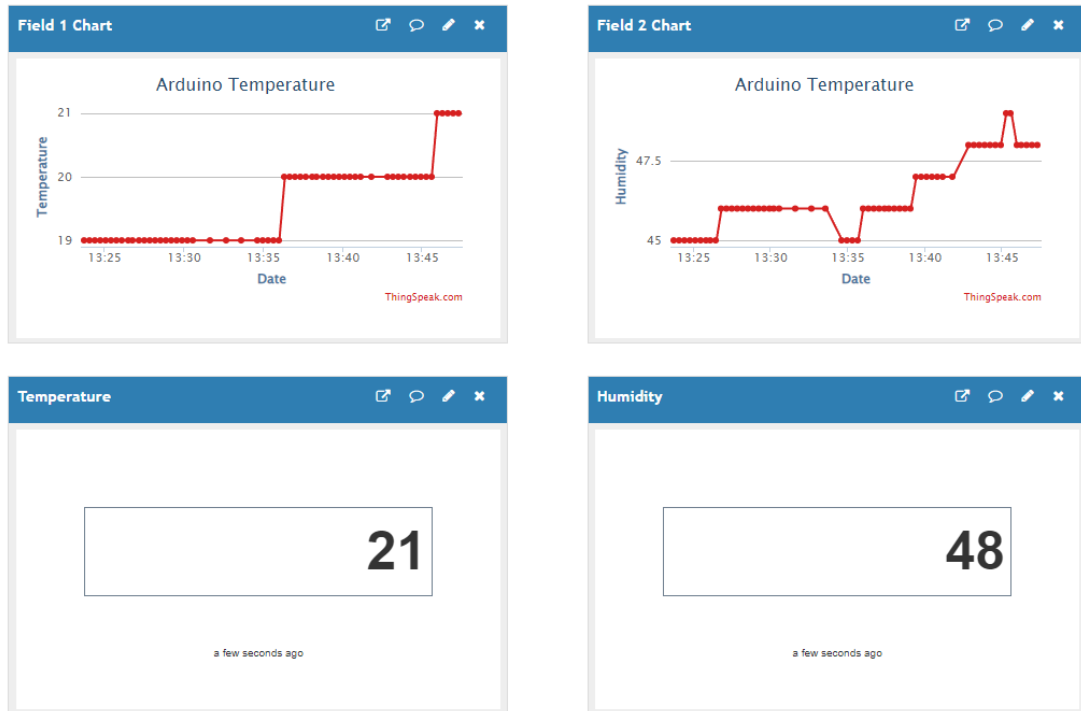 Field 1 Chart
Arduino Temperature
Temperature
21
20
19
13:25 13:30 13:35 13:40 13:45
Date
ThingSpeak.com
Field 2 Chart
Arduino Temperature
Humidity
47.5
45
13:25 13:30 13:35 13:40 13:45
Date
ThingSpeak.com
Temperature
21
a few seconds ago
Humidity
48
a few seconds ago